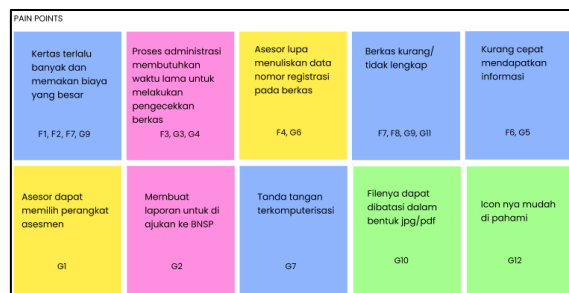 PAIN POINTS
Kertas terlalu
banyak dan
memakan biaya
yang besar
F1, F2, F7, G9
Proses administrasi
membutuhkan
waktu lama untuk
melakukan
pengecekkan
berkas
F3, G3, G4
Asesor lupa
menuliskan data
nomor registrasi
pada berkas
F4, G6
Berkas kurang/
tidak lengkap
F7, F8, G9, G11
Kurang cepat
mendapatkan
informasi
F6, G5
Asesor dapat
memilih perangkat
asesmen
G1
Membuat
laporan untuk di
ajukan ke BNSP
G2
Tanda tangan
terkomputerisasi
G7
Filenya dapat
dibatasi dalam
bentuk jpg/pdf
G10
Icon nya mudah
di pahami
G12